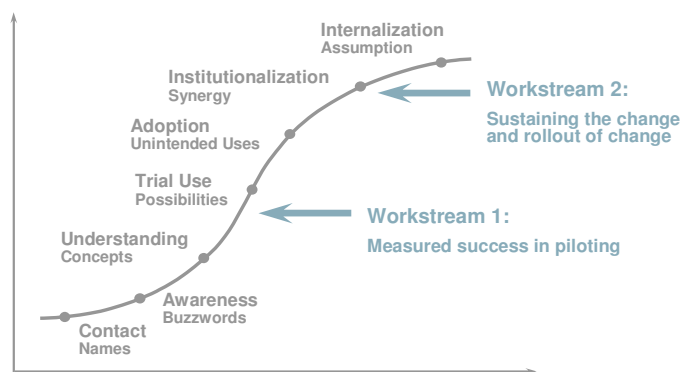 Internalization
Assumption
Institutionalization
Synergy
Workstream 2:
Sustaining the change
and rollout of change
Adoption
Unintended Uses
Trial Use
Possibilities
Workstream 1:
Measured success in piloting
Understanding
Concepts
Awareness
Buzzwords
Contact
Names